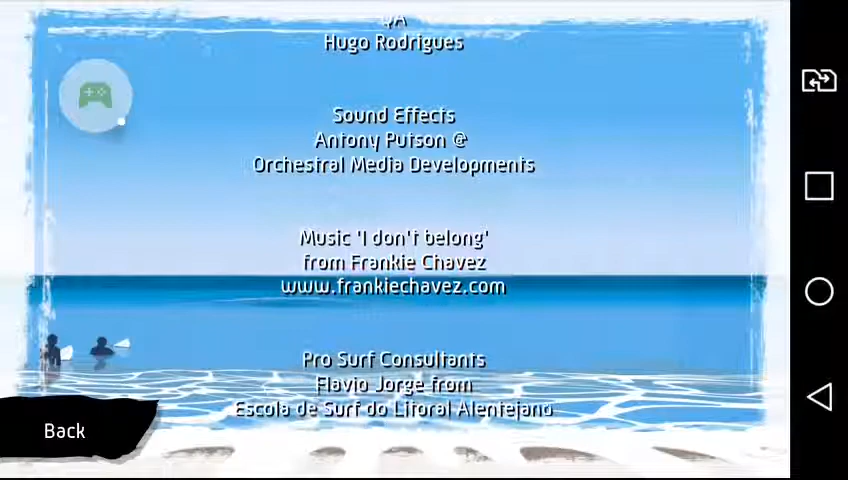 QA
Hugo Rodrigues
Sound Effects
Antony Putson @
Orchestral Media Developments
Music 'I don't belong'
from Frankie Chavez
www.frankiechavez.com
Pro Surf Consultants
Flavio Jorge from
Escola de Surf do Litoral Alentejano
Back